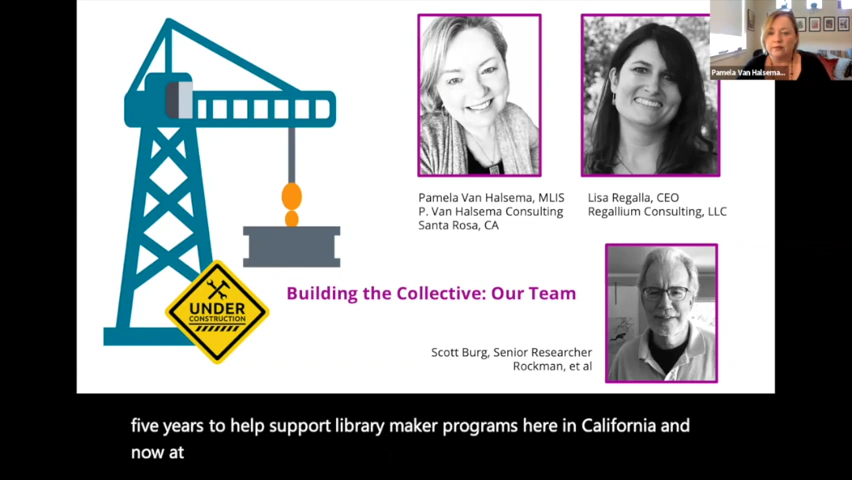 Pamela Van Halsema...
Pamela Van Halsema, MLIS
P. Van Halsema Consulting
Santa Rosa, CA
Lisa Regalla, CEO
Regallium Consulting, LLC
UNDER
CONSTRUCTION
Building the Collective: Our Team
Scott Burg, Senior Researcher
Rockman, et al
five years to help support library maker programs here in California and
now at